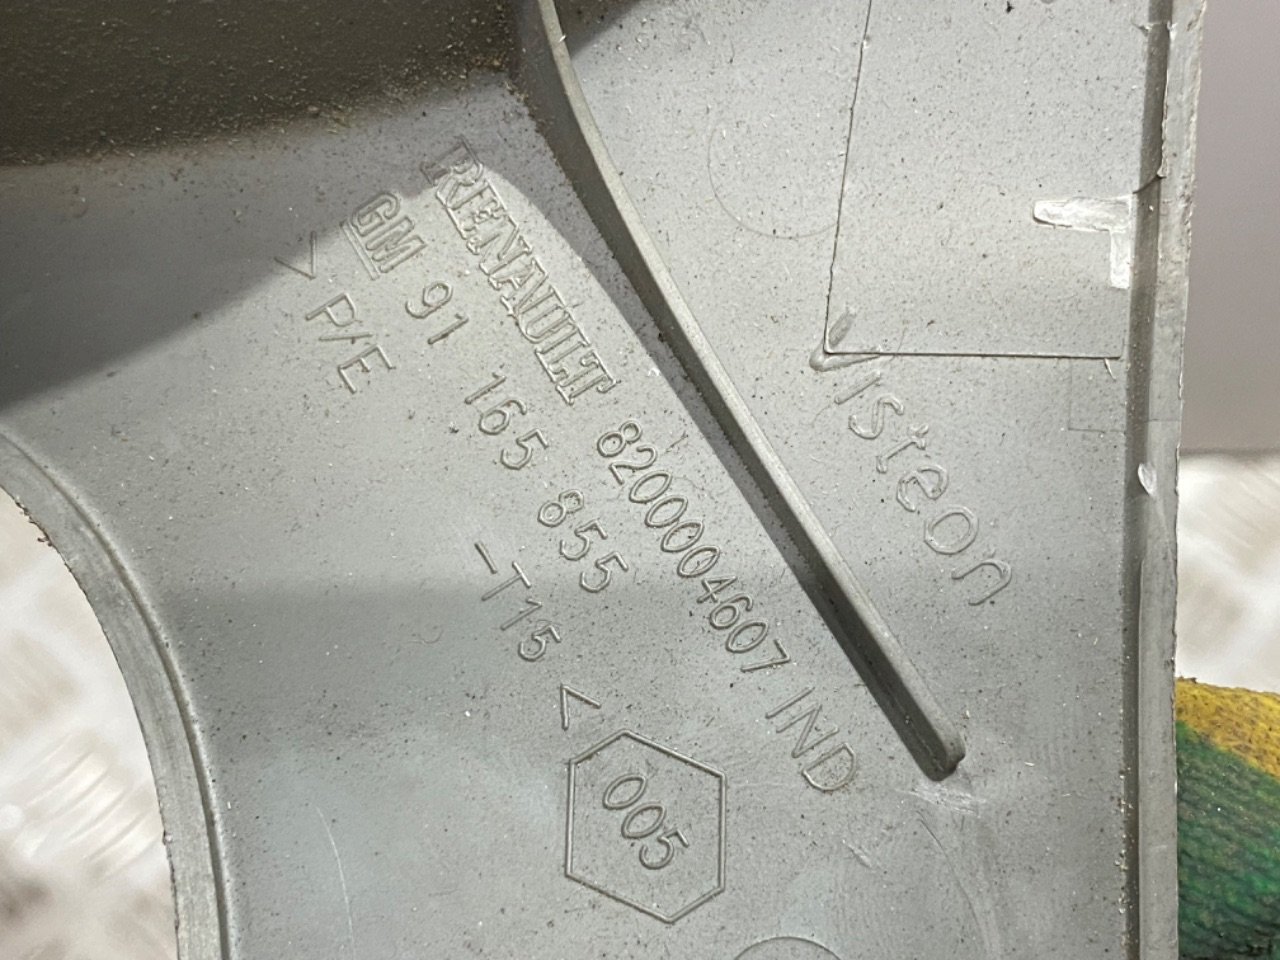 RENAULT 8200004607 IND
GM 91 165 855
> P/E -T15 <
Visteon
005